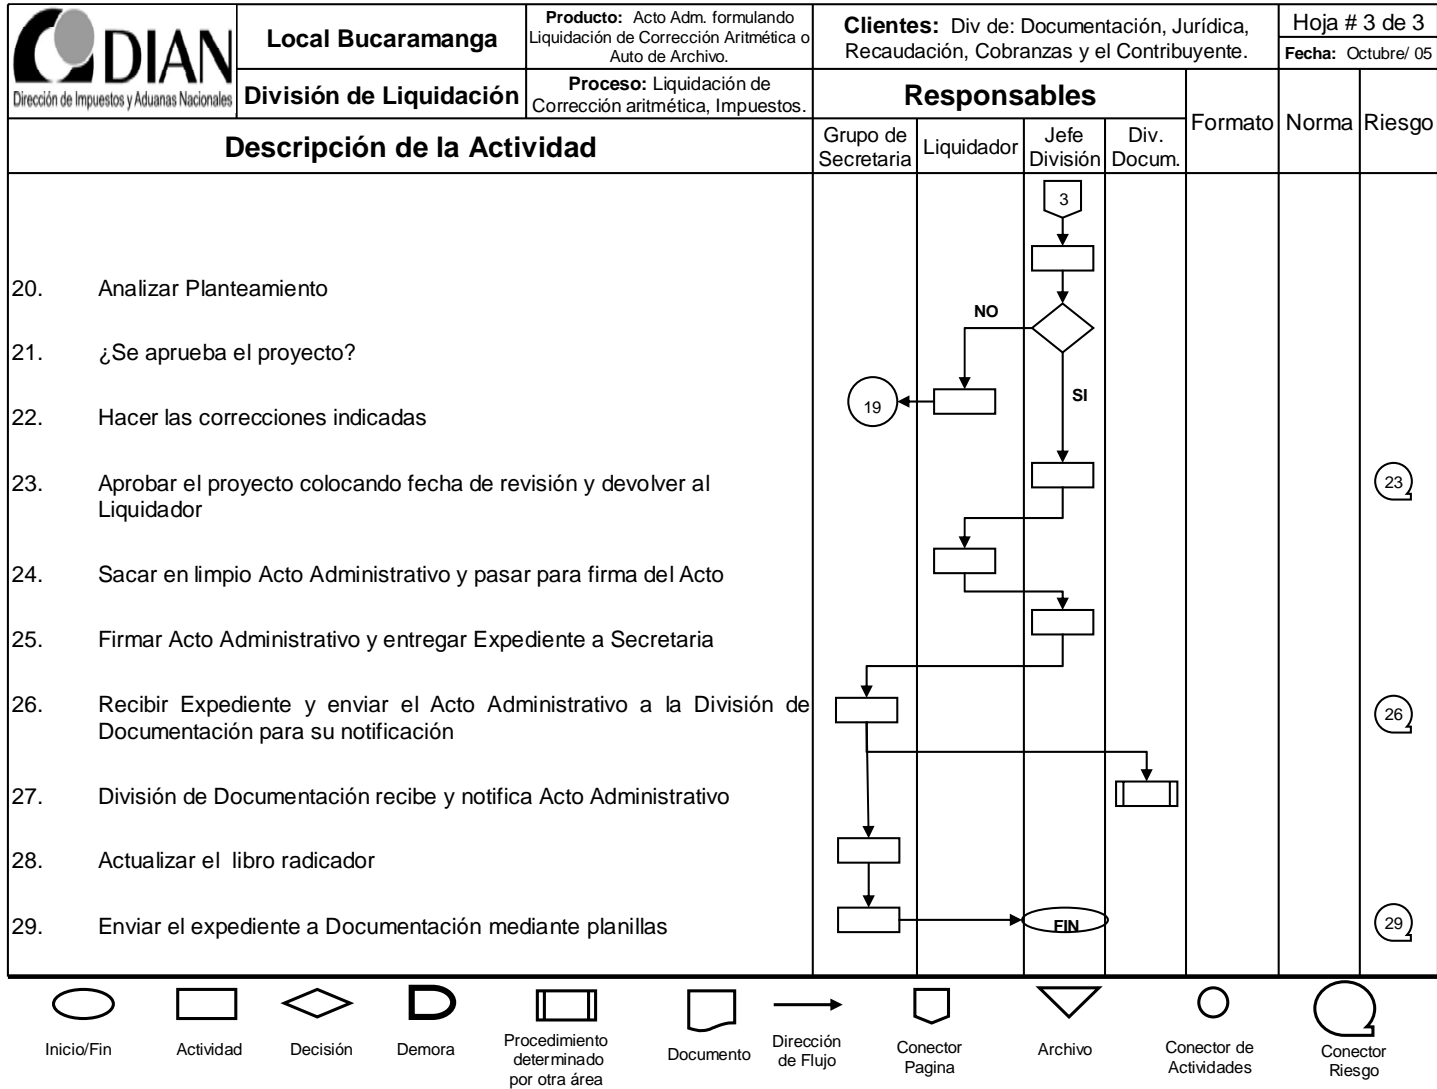 DIAN
Dirección de Impuestos y Aduanas Nacionales
Local Bucaramanga
División de Liquidación
Producto: Acto Adm. formulando
Liquidación de Corrección Aritmética o
Auto de Archivo.
Proceso: Liquidación de
Corrección aritmética, Impuestos.
Clientes: Div de: Documentación, Jurídica,
Recaudación, Cobranzas y el Contribuyente.
Hoja # 3 de 3
Fecha: Octubre/ 05
Descripción de la Actividad
Responsables
Grupo de
Secretaria
Liquidador
Jefe
División
Div.
Docum.
Formato
Norma
Riesgo
3
20. Analizar Planteamiento
NO
21. ¿Se aprueba el proyecto?
SI
19
22. Hacer las correcciones indicadas
23. Aprobar el proyecto colocando fecha de revisión y devolver al
Liquidador
23
24. Sacar en limpio Acto Administrativo y pasar para firma del Acto
25. Firmar Acto Administrativo y entregar Expediente a Secretaria
26. Recibir Expediente y enviar el Acto Administrativo a la División de
Documentación para su notificación
26
27. División de Documentación recibe y notifica Acto Administrativo
28. Actualizar el libro radicador
29. Enviar el expediente a Documentación mediante planillas
FIN
29
Inicio/Fin
Actividad
Decisión
Demora
Procedimiento
determinado
por otra área
Documento
Dirección
de Flujo
Conector
Pagina
Archivo
Conector de
Actividades
Conector
Riesgo